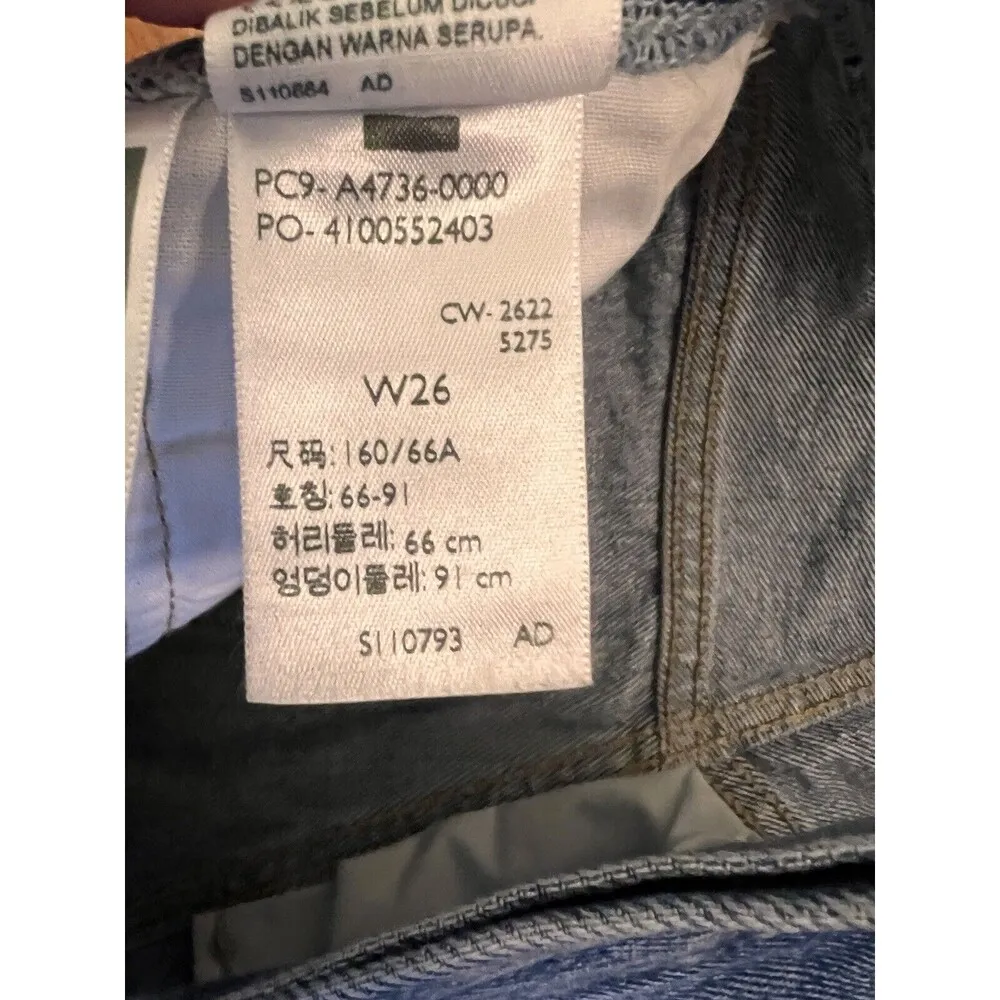 DIBALIK SEBELUM DICUCI
DENGAN WARNA SERUPA.
S110884 AD
PC9- A4736-0000
PO- 4100552403
CW- 2622
5275
W26
尺码: 160/66A
호칭: 66-91
허리둘레: 66 cm
엉덩이둘레: 91 cm
S110793 AD